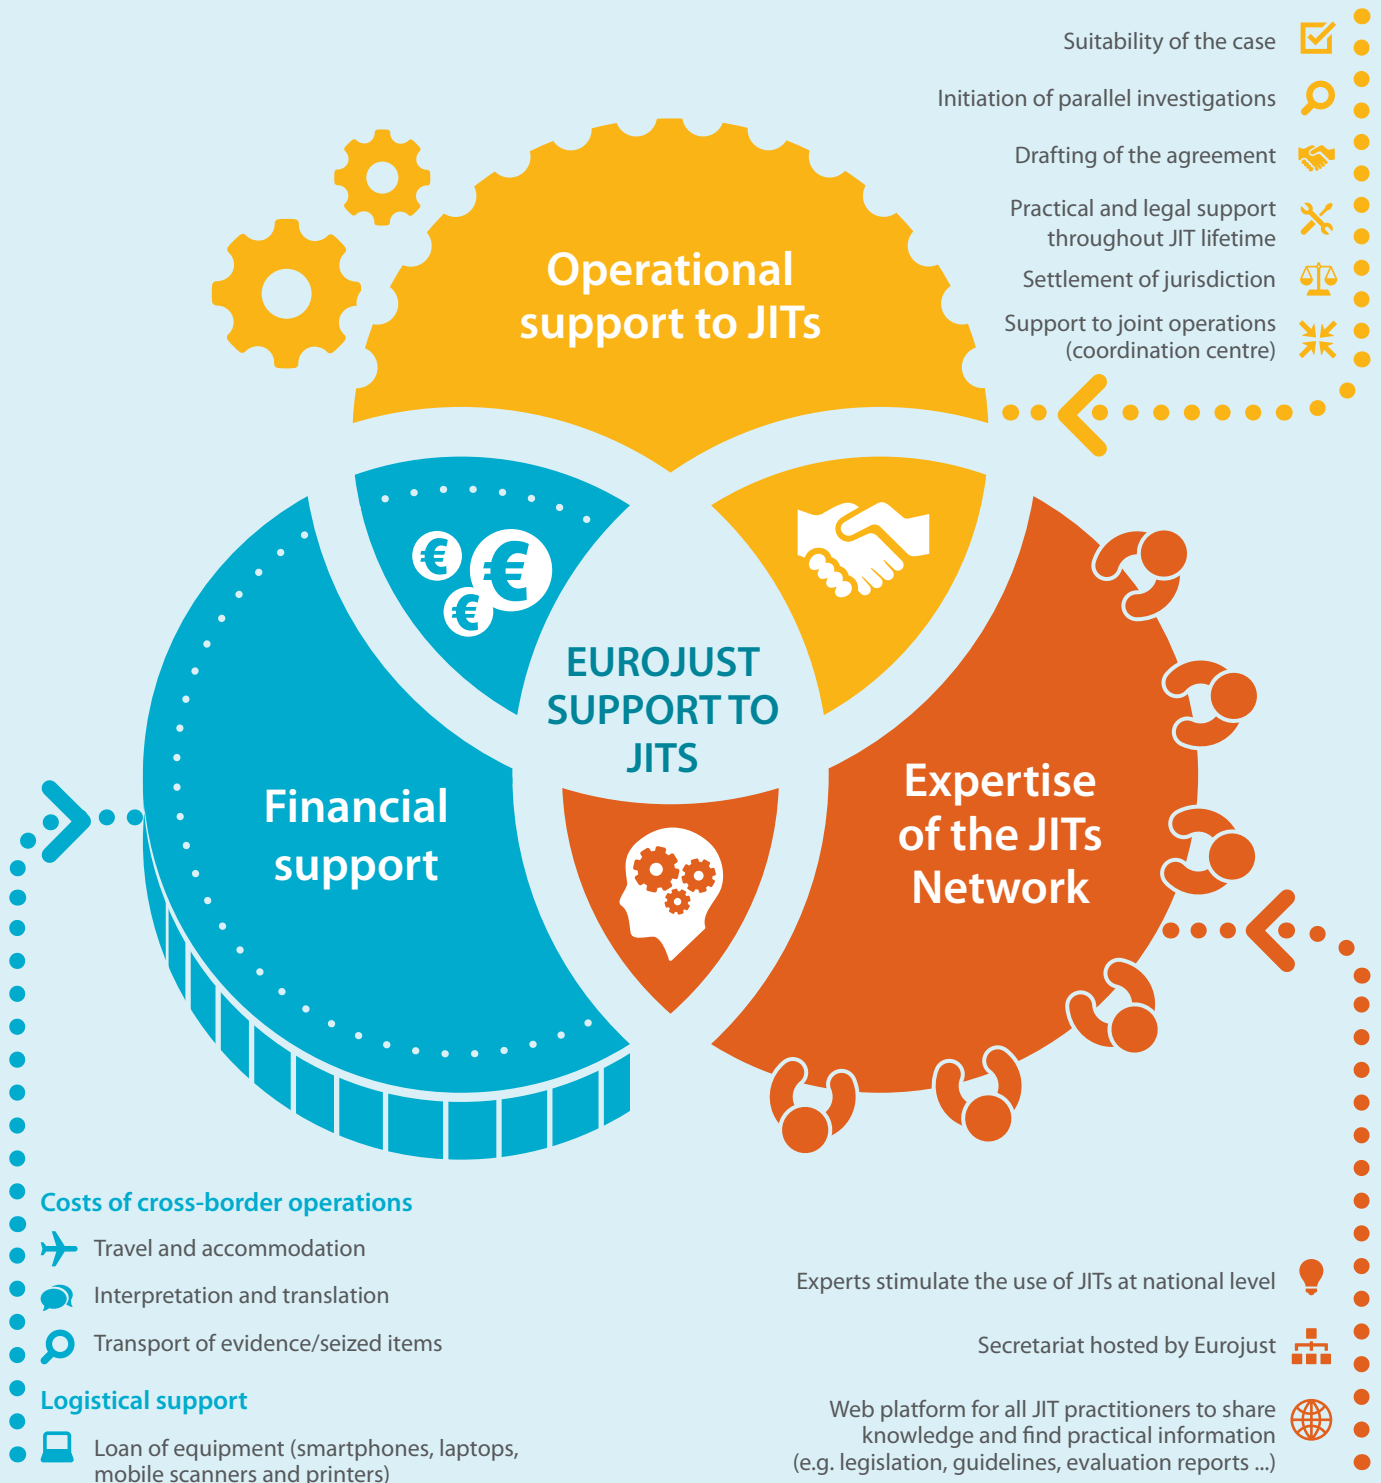 Suitability of the case
Initiation of parallel investigations
Drafting of the agreement
Practical and legal support
throughout JIT lifetime
Settlement of jurisdiction
Support to joint operations
(coordination centre)
Operational
support to JITs
€
€
€
EUROJUST
SUPPORT TO
JITS
Financial
support
Expertise
of the JITs
Network
Costs of cross-border operations
Travel and accommodation
Interpretation and translation
Transport of evidence/seized items
Logistical support
Loan of equipment (smartphones, laptops,
mobile scanners and printers)
Experts stimulate the use of JITs at national level
Secretariat hosted by Eurojust
Web platform for all JIT practitioners to share
knowledge and find practical information
(e.g. legislation, guidelines, evaluation reports ...)